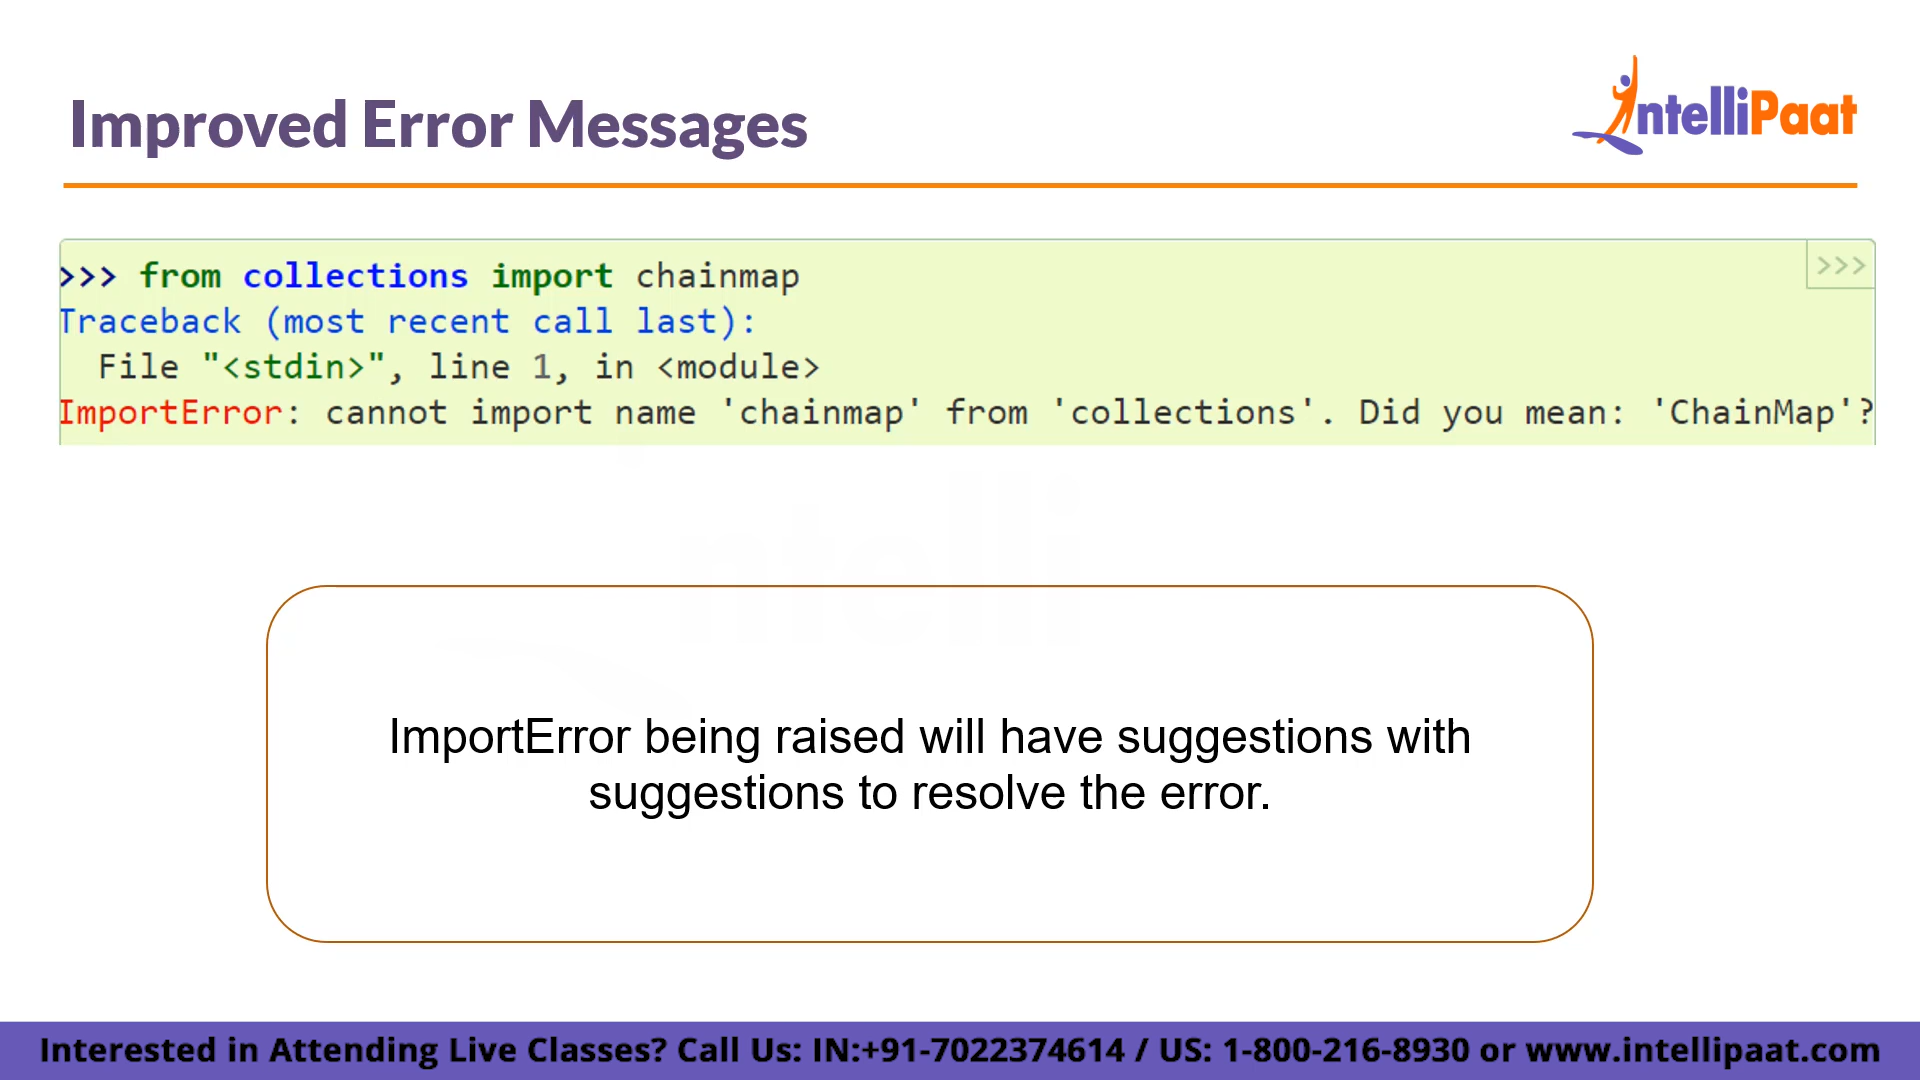 Improved Error Messages
IntelliPaat
>>> from collections import chainmap
>>>
Traceback (most recent call last):
  File "<stdin>", line 1, in <module>
ImportError: cannot import name 'chainmap' from 'collections'. Did you mean: 'ChainMap'?
ImportError being raised will have suggestions with
suggestions to resolve the error.
Interested in Attending Live Classes? Call Us: IN:+91-7022374614 / US: 1-800-216-8930 or www.intellipaat.com